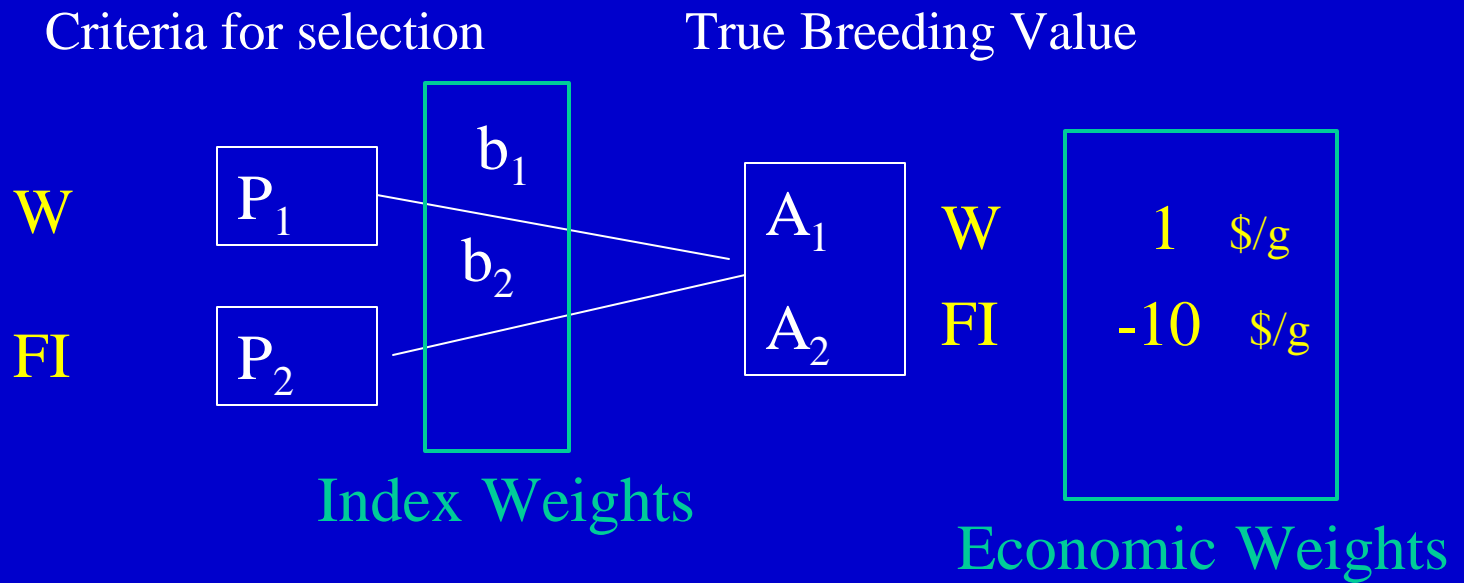 Criteria for selection True Breeding Value
b₁
W P₁ A₁ W 1 $/g
b₂
FI P₂ A₂ FI -10 $/g
Index Weights
Economic Weights